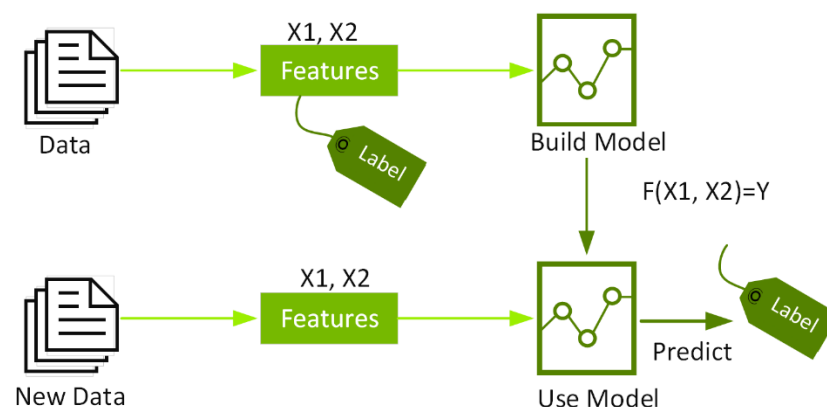 X1, X2
Features
Label
Data
Build Model
F(X1, X2)=Y
X1, X2
Features
Label
Predict
New Data
Use Model